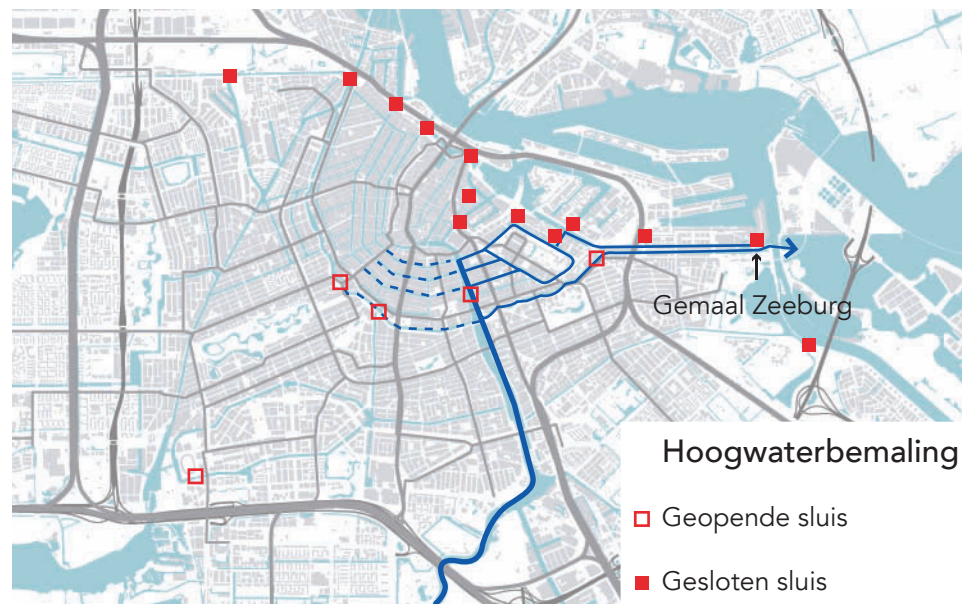 Gemaal Zeeburg
Hoogwaterbemaling
Geopende sluis
Gesloten sluis